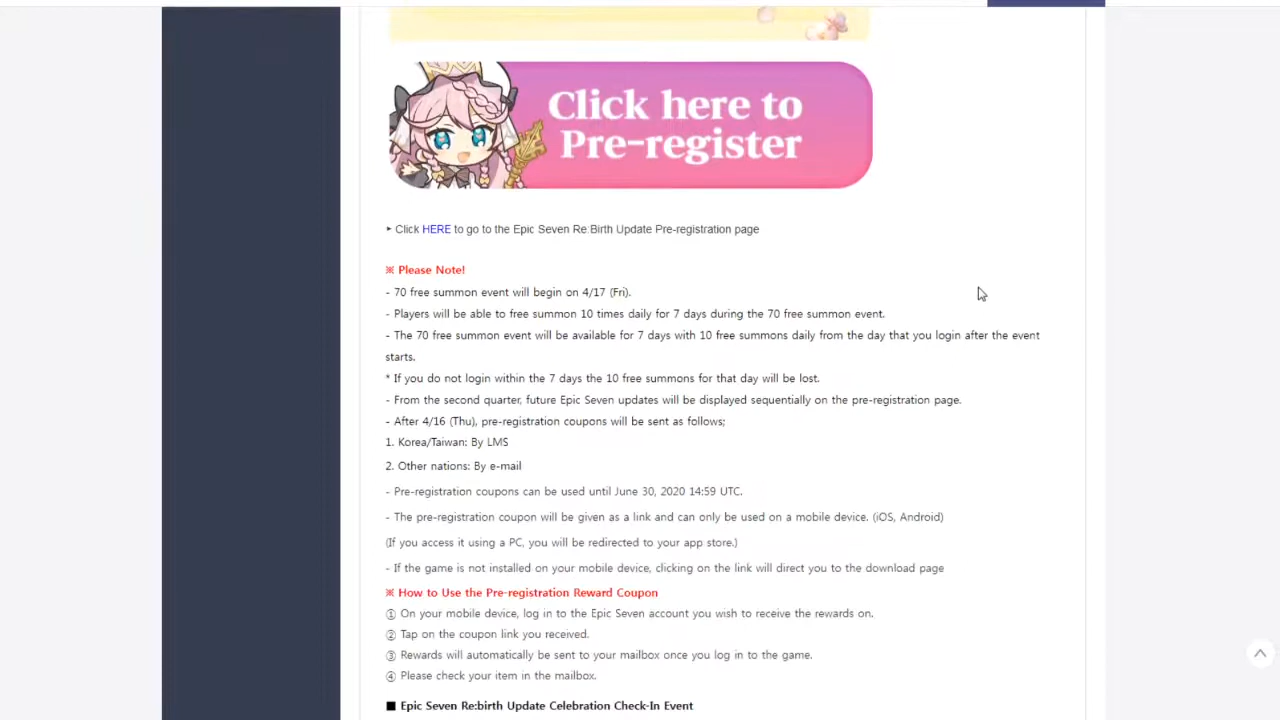 Click here to
Pre-register
▸ Click HERE to go to the Epic Seven Re:Birth Update Pre-registration page
※ Please Note!
- 70 free summon event will begin on 4/17 (Fri).
- Players will be able to free summon 10 times daily for 7 days during the 70 free summon event.
- The 70 free summon event will be available for 7 days with 10 free summons daily from the day that you login after the event
starts.
* If you do not login within the 7 days the 10 free summons for that day will be lost.
- From the second quarter, future Epic Seven updates will be displayed sequentially on the pre-registration page.
- After 4/16 (Thu), pre-registration coupons will be sent as follows;
1. Korea/Taiwan: By LMS
2. Other nations: By e-mail
- Pre-registration coupons can be used until June 30, 2020 14:59 UTC.
- The pre-registration coupon will be given as a link and can only be used on a mobile device. (iOS, Android)
(If you access it using a PC, you will be redirected to your app store.)
- If the game is not installed on your mobile device, clicking on the link will direct you to the download page
※ How to Use the Pre-registration Reward Coupon
① On your mobile device, log in to the Epic Seven account you wish to receive the rewards on.
② Tap on the coupon link you received.
③ Rewards will automatically be sent to your mailbox once you log in to the game.
④ Please check your item in the mailbox.
■ Epic Seven Re:birth Update Celebration Check-In Event